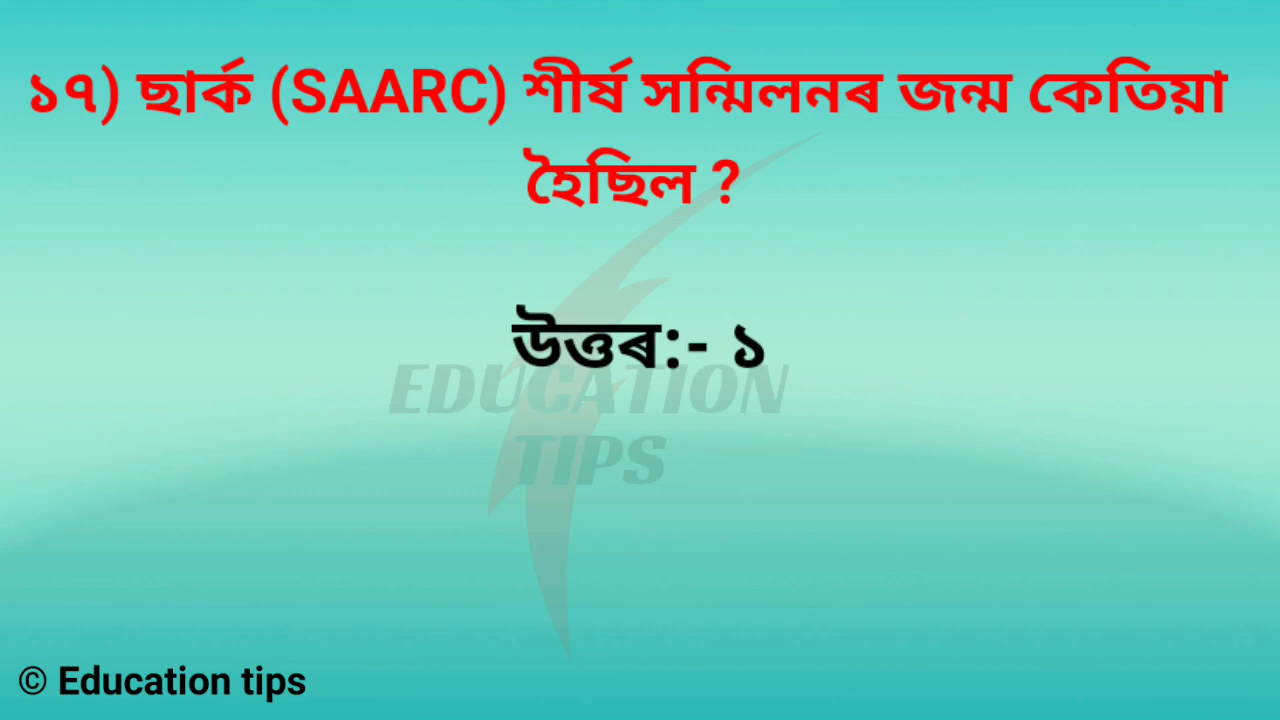 ১৭) ছাৰ্ক (SAARC) শীৰ্ষ সন্মিলনৰ জন্ম কেতিয়া
হৈছিল ?
উত্তৰ:- ১
EDUCATION
TIPS
© Education tips